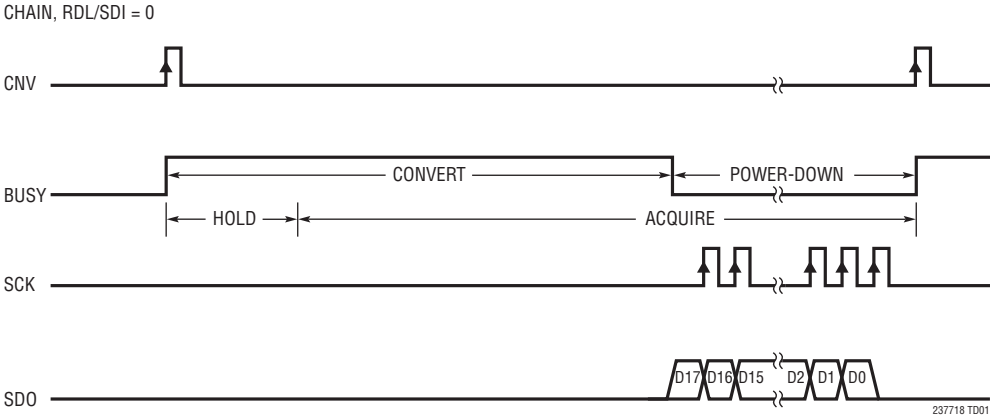 CHAIN, RDL/SDI = 0
CNV
BUSY
CONVERT
POWER-DOWN
HOLD
ACQUIRE
SCK
SDO
D17 D16 D15 D2 D1 D0
237718 TD01